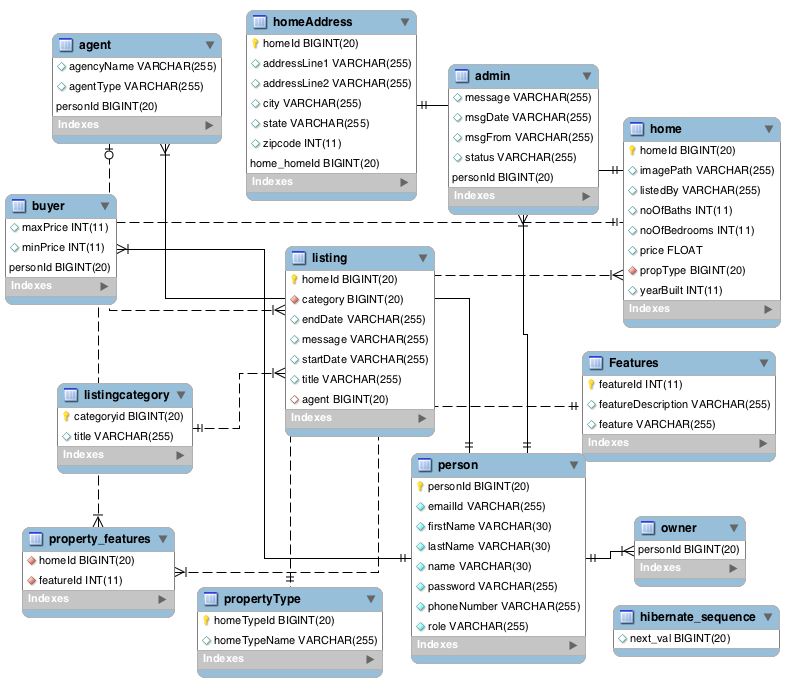 agent
agencyName VARCHAR(255)
agentType VARCHAR(255)
personId BIGINT(20)
Indexes
homeAddress
homeId BIGINT(20)
addressLine1 VARCHAR(255)
addressLine2 VARCHAR(255)
city VARCHAR(255)
state VARCHAR(255)
zipcode INT(11)
home_homeId BIGINT(20)
Indexes
admin
message VARCHAR(255)
msgDate VARCHAR(255)
msgFrom VARCHAR(255)
status VARCHAR(255)
personId BIGINT(20)
Indexes
home
homeId BIGINT(20)
imagePath VARCHAR(255)
listedBy VARCHAR(255)
noOfBaths INT(11)
noOfBedrooms INT(11)
price FLOAT
propType BIGINT(20)
yearBuilt INT(11)
Indexes
buyer
maxPrice INT(11)
minPrice INT(11)
personId BIGINT(20)
Indexes
listing
homeId BIGINT(20)
category BIGINT(20)
endDate VARCHAR(255)
message VARCHAR(255)
startDate VARCHAR(255)
title VARCHAR(255)
agent BIGINT(20)
Indexes
Features
featureId INT(11)
featureDescription VARCHAR(255)
feature VARCHAR(255)
Indexes
listingcategory
categoryid BIGINT(20)
title VARCHAR(255)
Indexes
person
personId BIGINT(20)
emailId VARCHAR(255)
firstName VARCHAR(30)
lastName VARCHAR(30)
name VARCHAR(30)
password VARCHAR(255)
phoneNumber VARCHAR(255)
role VARCHAR(255)
Indexes
owner
personId BIGINT(20)
Indexes
property_features
homeId BIGINT(20)
featureId INT(11)
Indexes
propertyType
homeTypeId BIGINT(20)
homeTypeName VARCHAR(255)
Indexes
hibernate_sequence
next_val BIGINT(20)